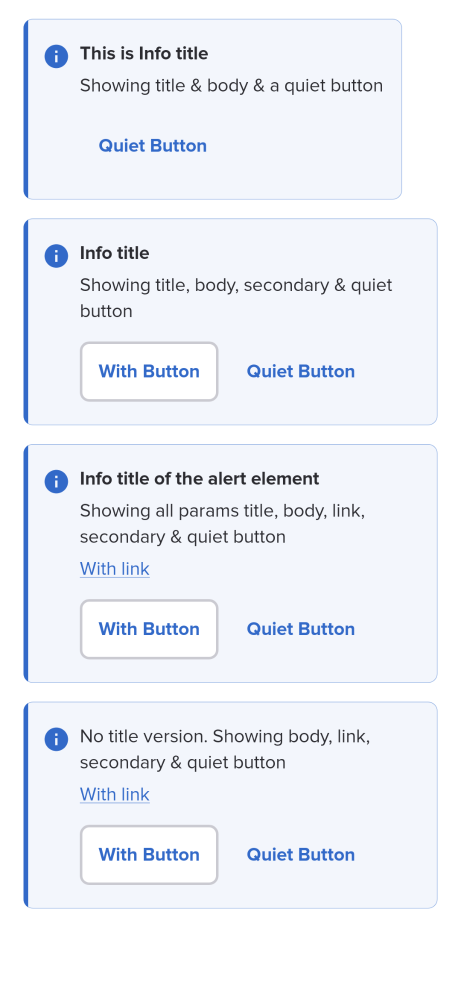 This is Info title
Showing title & body & a quiet button
Quiet Button
Info title
Showing title, body, secondary & quiet
button
With Button
Quiet Button
Info title of the alert element
Showing all params title, body, link,
secondary & quiet button
With link
With Button
Quiet Button
No title version. Showing body, link,
secondary & quiet button
With link
With Button
Quiet Button